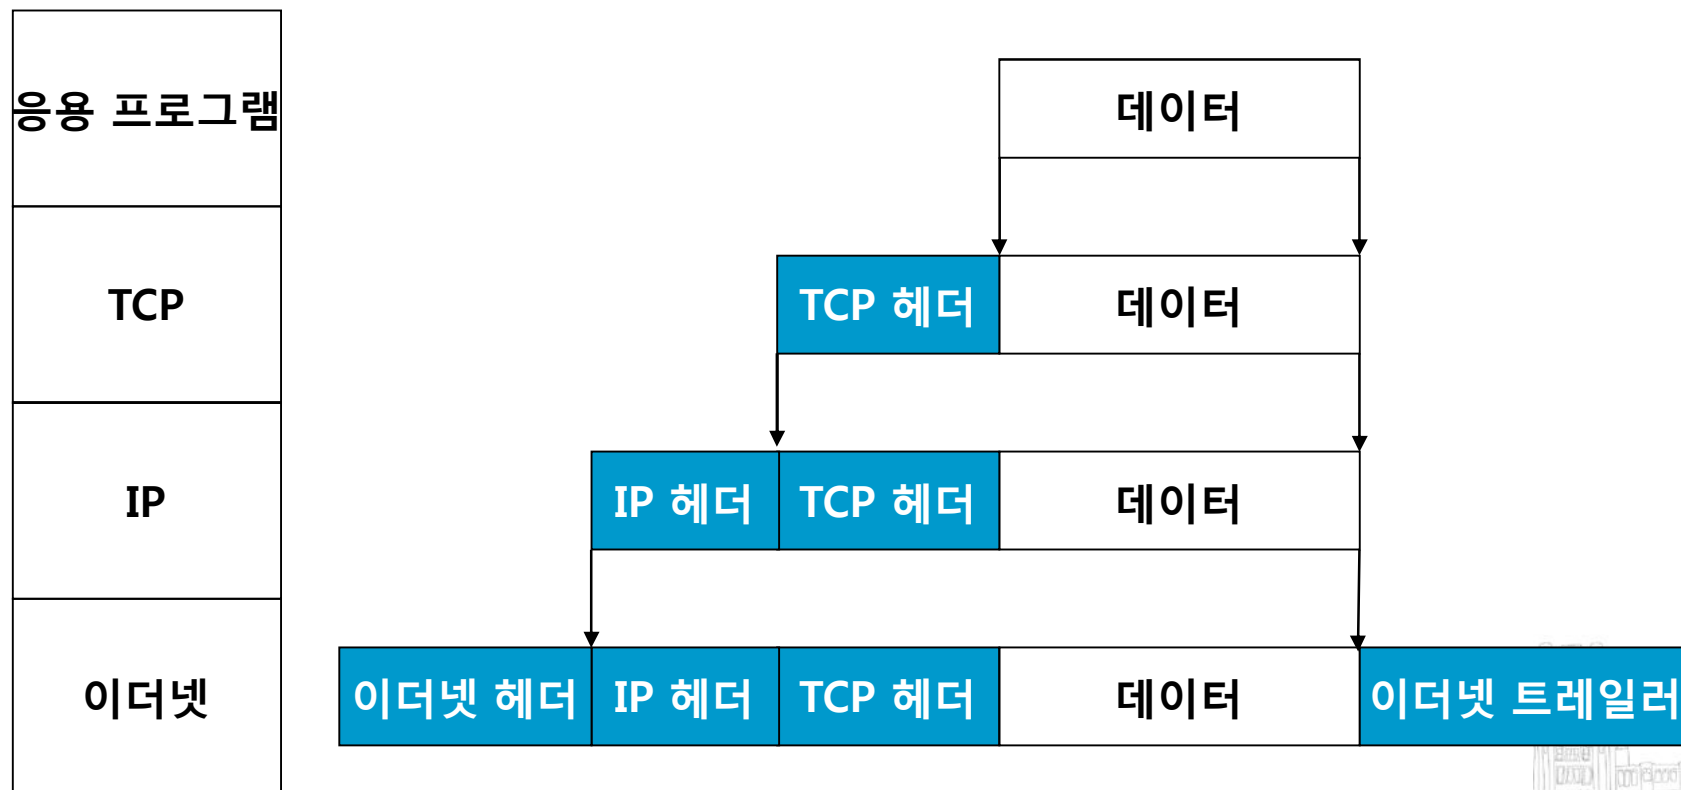 응용 프로그램
데이터
TCP
TCP 헤더
데이터
IP
IP 헤더
TCP 헤더
데이터
이더넷
이더넷 헤더
IP 헤더
TCP 헤더
데이터
이더넷 트레일러